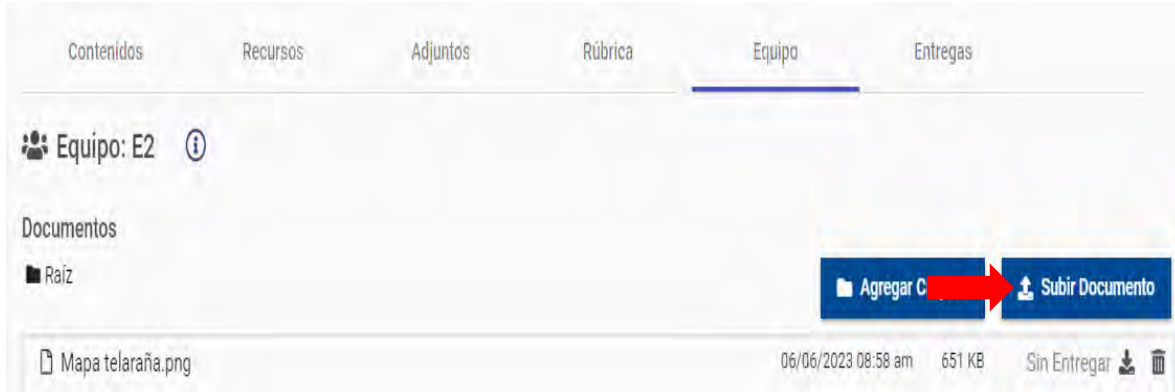 Contenidos Recursos Adjuntos Rúbrica Equipo Entregas
Equipo: E2
Documentos
Raíz
Agregar Subir Documento
Mapa telaraña.png 06/06/2023 08:58 am 651 KB Sin Entregar